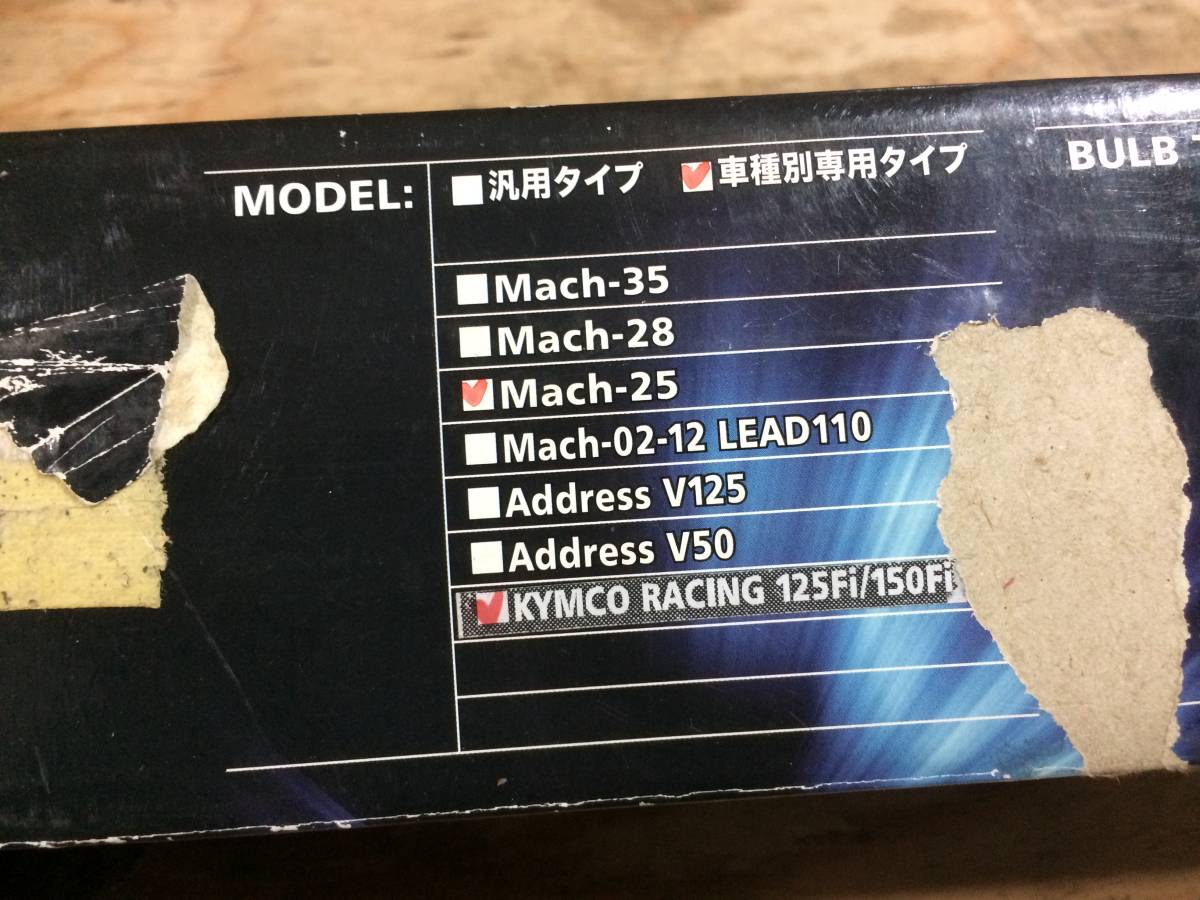 MODEL: 汎用タイプ 車種別専用タイプ BULB
Mach-35
Mach-28
Mach-25
Mach-02-12 LEAD110
Address V125
Address V50
KYMCO RACING 125Fi/150Fi